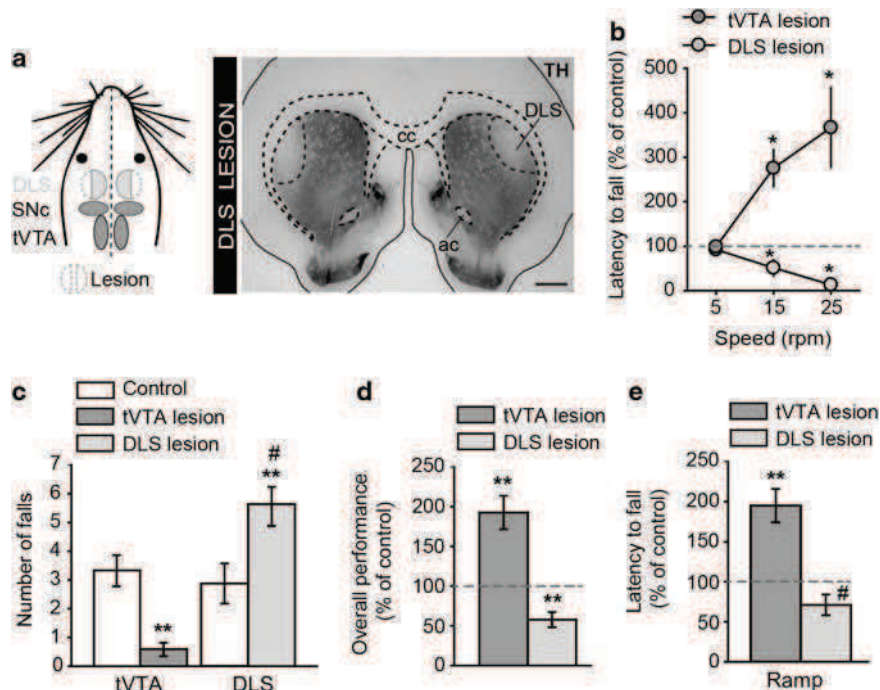 a
DLS
SNc
tVTA
Lesion
DLS LESION
TH
DLS
cc
ac
b
tVTA lesion
DLS lesion
Latency to fall (% of control)
500
400
300
200
100
0
*
*
*
*
5 15 25
Speed (rpm)
c
Control
tVTA lesion
DLS lesion
Number of falls
7
6
5
4
3
2
1
0
**
#
**
tVTA DLS
d
tVTA lesion
DLS lesion
Overall performance
(% of control)
250
200
150
100
50
0
**
**
e
tVTA lesion
DLS lesion
Latency to fall
(% of control)
250
200
150
100
50
0
**
#
Ramp